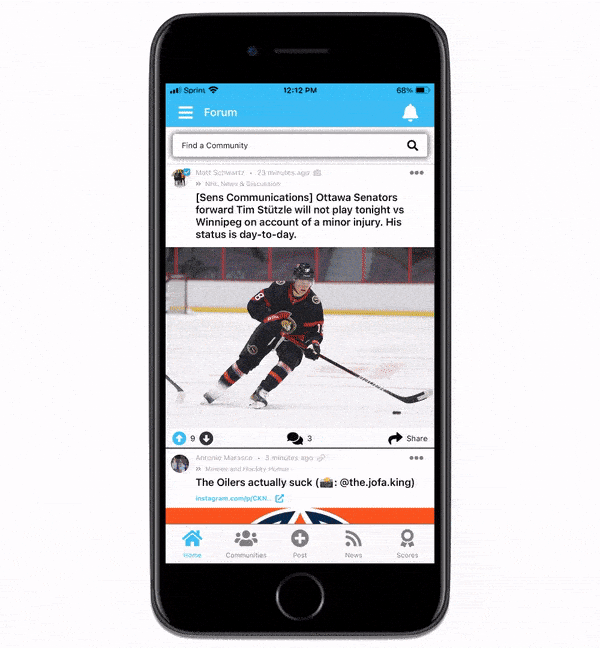 Sprint 12:12 PM 68%
Forum
Find a Community
Matt Schwartz • 23 minutes ago
NHL News & Discussion
[Sens Communications] Ottawa Senators
forward Tim Stützle will not play tonight vs
Winnipeg on account of a minor injury. His
status is day-to-day.
18
9 3 Share
Antonio Marasco • 3 minutes ago
Memes and Hockey Humor
The Oilers actually suck (📸: @the.jofa.king)
instagram.com/p/CKN...
Home Communities Post News Scores